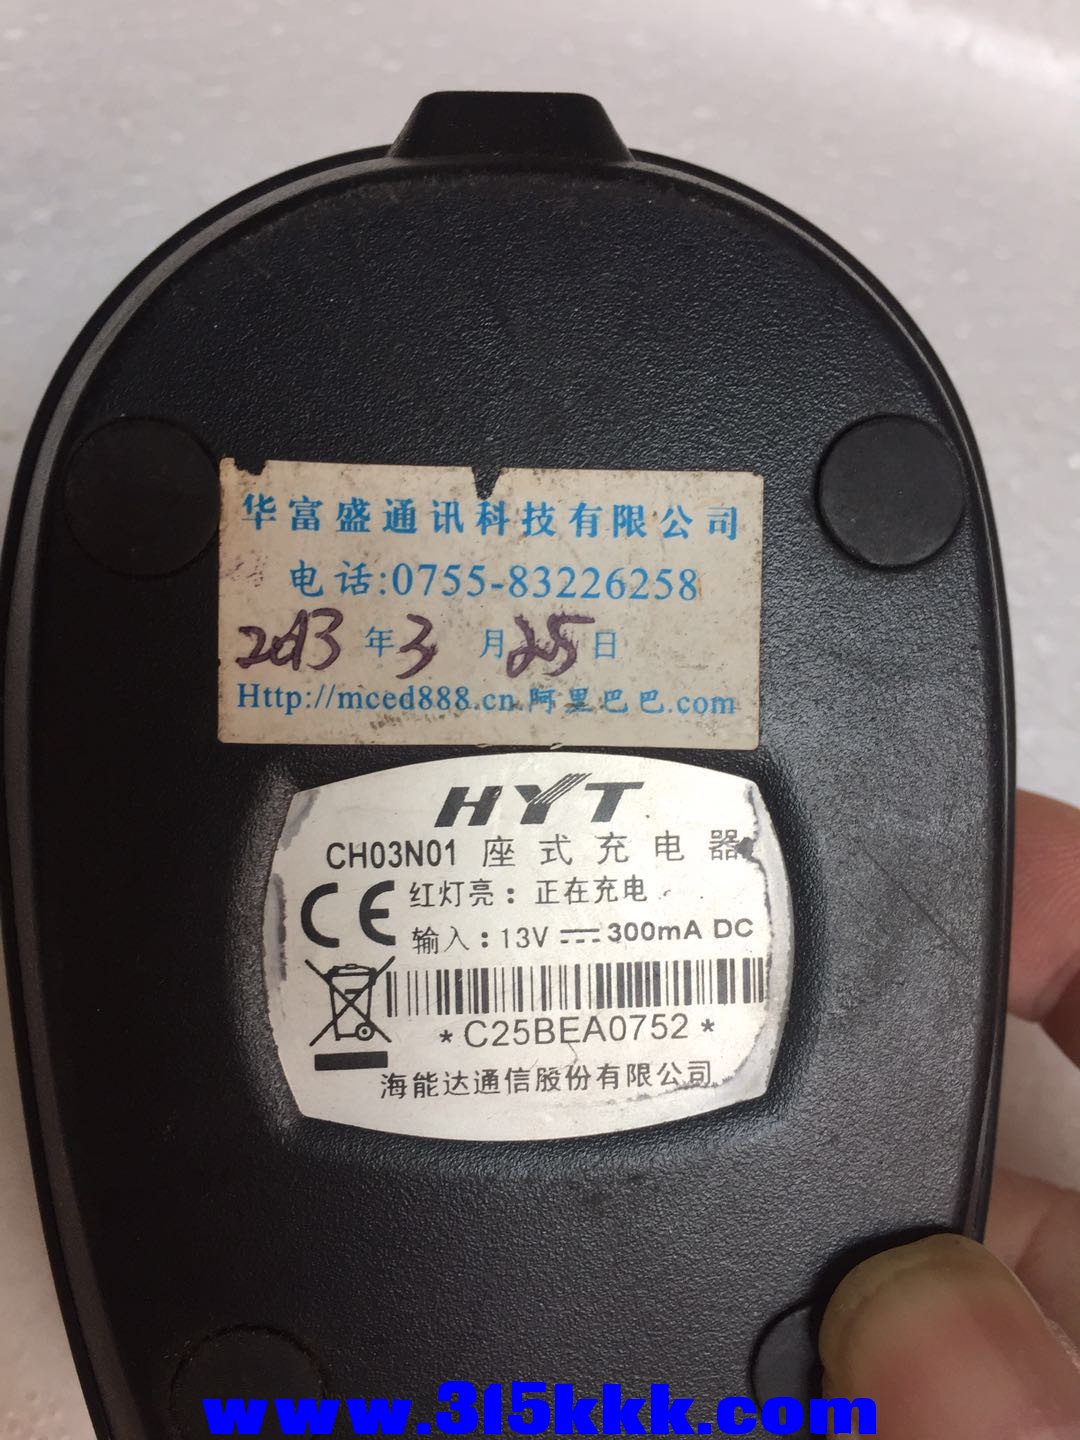 华富盛通讯科技有限公司
电话:0755-83226258
2013年3月25日
Http://mced888.cn.阿里巴巴.com
HYT
CH03N01 座式充电器
CE 红灯亮：正在充电
输入：13V ⎓ 300mA DC
*C25BEA0752*
海能达通信股份有限公司
www.315kkk.com